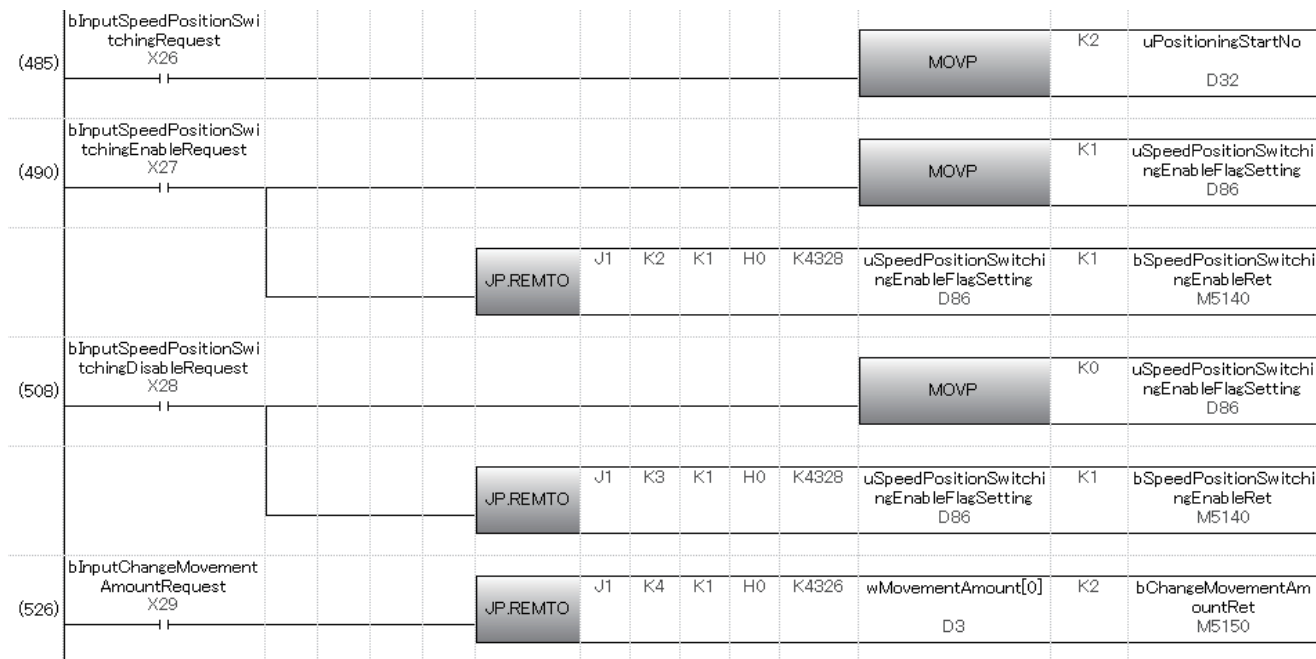 bInputSpeedPositionSwi
tchingRequest
X26
(485)
MOVP
K2
uPositioningStartNo
D32
bInputSpeedPositionSwi
tchingEnableRequest
X27
(490)
MOVP
K1
uSpeedPositionSwitchi
ngEnableFlagSetting
D86
JP.REMTO
J1
K2
K1
H0
K4328
uSpeedPositionSwitchi
ngEnableFlagSetting
D86
K1
bSpeedPositionSwitchi
ngEnableRet
M5140
bInputSpeedPositionSwi
tchingDisableRequest
X28
(508)
MOVP
K0
uSpeedPositionSwitchi
ngEnableFlagSetting
D86
JP.REMTO
J1
K3
K1
H0
K4328
uSpeedPositionSwitchi
ngEnableFlagSetting
D86
K1
bSpeedPositionSwitchi
ngEnableRet
M5140
bInputChangeMovement
AmountRequest
X29
(526)
JP.REMTO
J1
K4
K1
H0
K4326
wMovementAmount[0]
D3
K2
bChangeMovementAm
ountRet
M5150